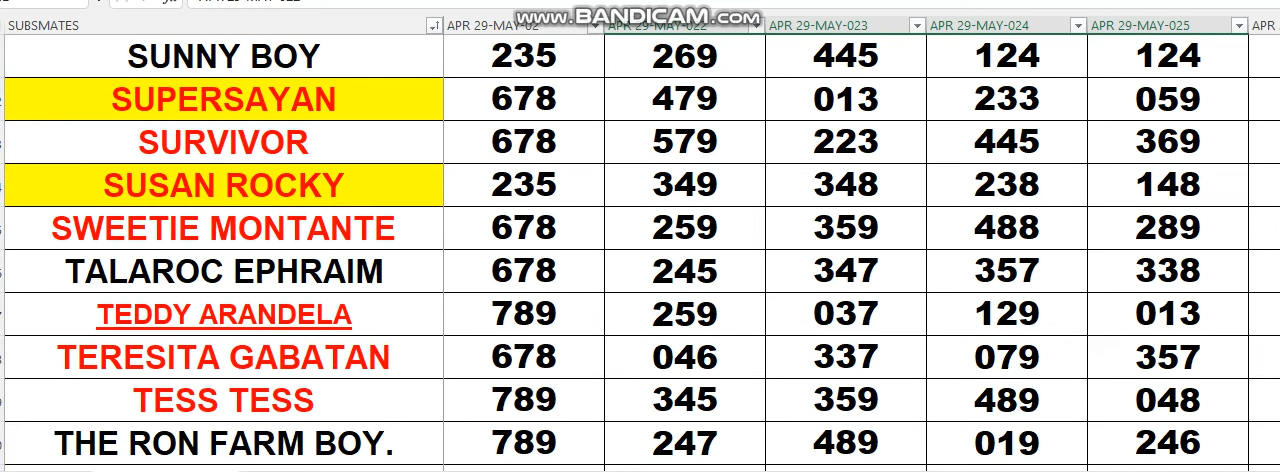 www.BANDICAM.com
SUBSMATES APR 29-MAY-02 APR 29-MAY-022 APR 29-MAY-023 APR 29-MAY-024 APR 29-MAY-025 APR
SUNNY BOY 235 269 445 124 124
SUPERSAYAN 678 479 013 233 059
SURVIVOR 678 579 223 445 369
SUSAN ROCKY 235 349 348 238 148
SWEETIE MONTANTE 678 259 359 488 289
TALAROC EPHRAIM 678 245 347 357 338
TEDDY ARANDELA 789 259 037 129 013
TERESITA GABATAN 678 046 337 079 357
TESS TESS 789 345 359 489 048
THE RON FARM BOY. 789 247 489 019 246